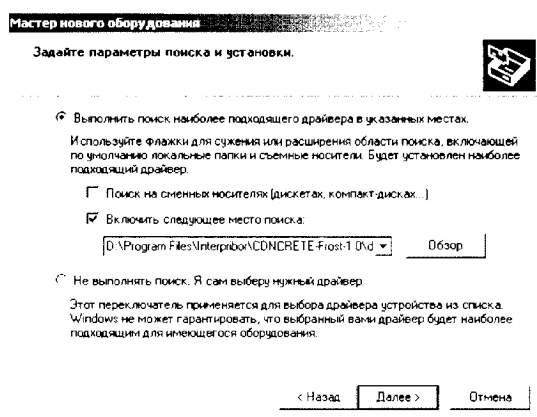 Мастер нового оборудования
Задайте параметры поиска и установки.
Выполнить поиск наиболее подходящего драйвера в указанных местах.
Используйте флажки для сужения или расширения области поиска, включающей
по умолчанию локальные папки и съемные носители. Будет установлен наиболее
подходящий драйвер.
Поиск на сменных носителях (дискетах, компакт-дисках...)
Включить следующее место поиска:
D:\Program Files\Interpribor\CONCRETE-Frost-1.0\d
Обзор
Не выполнять поиск. Я сам выберу нужный драйвер
Этот переключатель применяется для выбора драйвера устройства из списка.
Windows не может гарантировать, что выбранный вами драйвер будет наиболее
подходящим для имеющегося оборудования.
< Назад Далее > Отмена